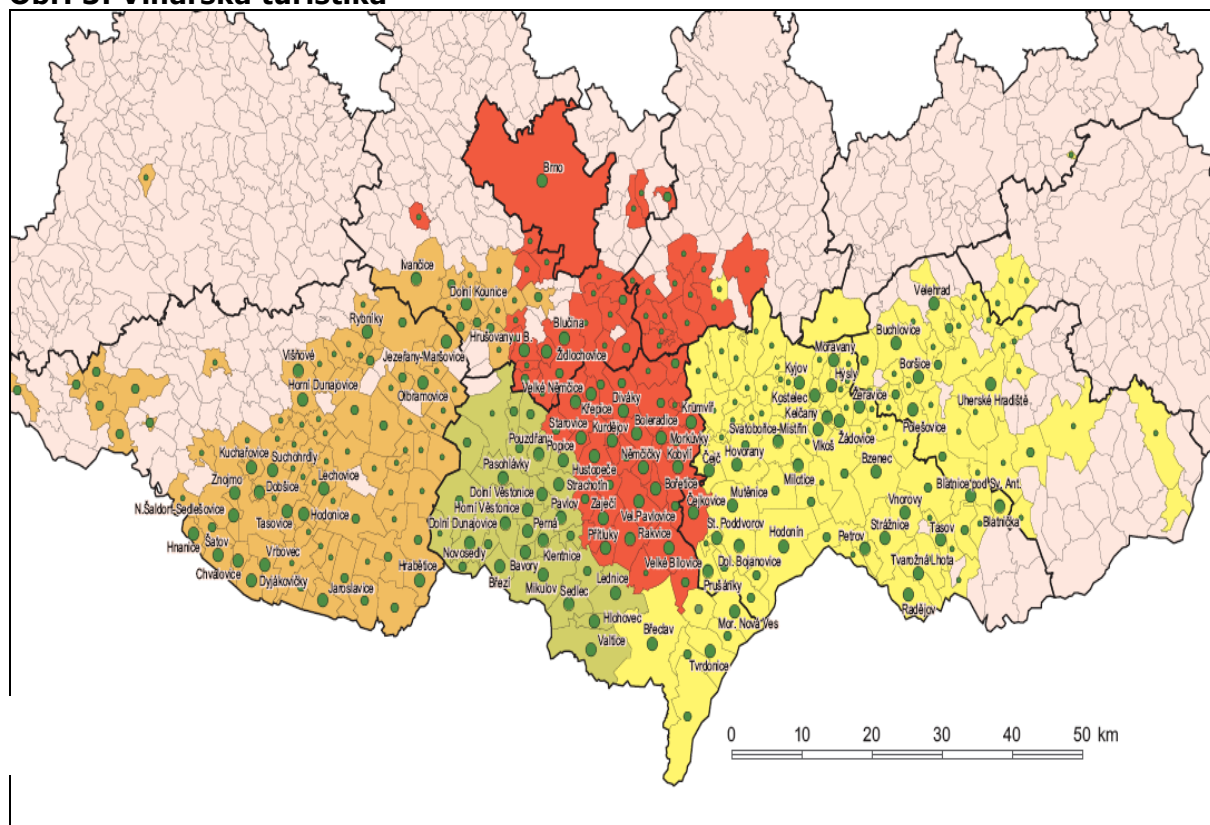 Obr. 3: Vinařská turistika
Brno
Ivančice
Dolní Kounice
Velehrad
Rybníky
Hrušovanyu B.
Blučina
Židlochovice
Buchlovice
Višňové
Jezeřany-Maršovice
Moravany
Boršice
Horní Dunajovice
Olbramovice
Velké Němčice
Diváky
Kyjov
Hýsly
Uherské Hradiště
Křepice
Krumvíř
Kostelec
Žeravice
Polešovice
Starovice
Kurdějov
Boleradice
Kelčany
Pouzdřany
Popice
Morkůvky
Svatobořice-Mistřín
Vlkoš
Žádovice
Kuchařovice
Suchohrdly
Pasohlávky
Hustopeče
Němčičky
Kobylí
Čejč
Hovorany
Bzenec
Znojmo
Lechovice
Strachotín
Milotice
Dobšice
Dolní Věstonice
Bořetice
Mutěnice
Blatnice pod Sv. Ant.
N.Šaldorf-Sedlešovice
Horní Věstonice
Pavlov
Zaječí
Vel.Pavlovice
Čejkovice
Vnorovy
Blatnička
Tasovice
Hodonice
Dolní Dunajovice
Perná
St. Poddvorov
Hodonín
Strážnice
Tasov
Hnanice
Šatov
Vrbovec
Novosedly
Klentnice
Přítluky
Rakvice
Petrov
Chvalovice
Dyjákovičky
Hrabětice
Bavory
Velké Bílovice
Dol. Bojanovice
Tvarožná Lhota
Jaroslavice
Březí
Mikulov
Sedlec
Lednice
Prušánky
Radějov
Hlohovec
Mor. Nová Ves
Valtice
Břeclav
Tvrdonice
0 10 20 30 40 50 km